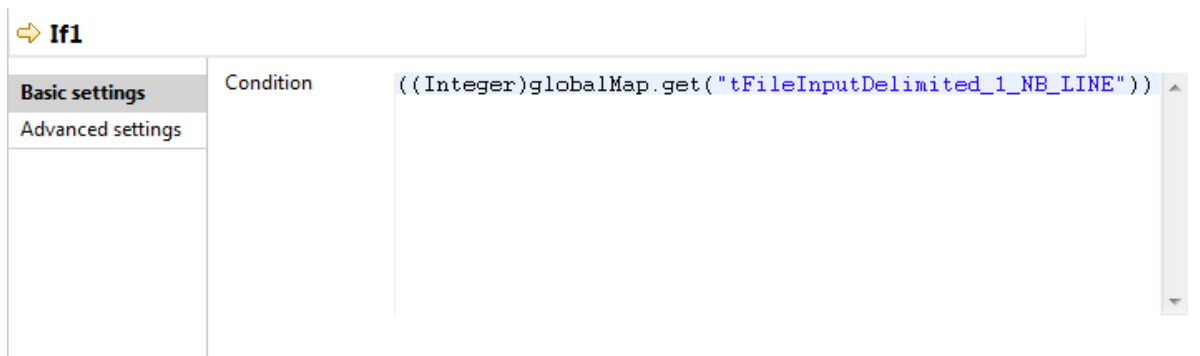 If1
Basic settings
Advanced settings
Condition
((Integer)globalMap.get("tFileInputDelimited_1_NB_LINE"))